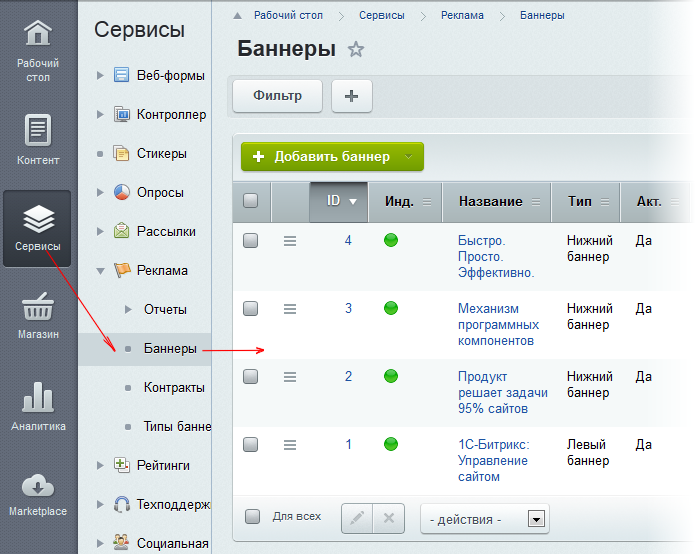 Рабочий
стол
Контент
Сервисы
Магазин
Аналитика
Marketplace
Сервисы
Веб-формы
Контроллер
Стикеры
Опросы
Рассылки
Реклама
Отчеты
Баннеры
Контракты
Типы банне
Рейтинги
Техподдержк
Социальная
Рабочий стол Сервисы Реклама Баннеры
Баннеры
Фильтр +
+ Добавить баннер
ID Инд. Название Тип Акт.
4 Быстро. Нижний Да
Просто. баннер
Эффективно.
3 Механизм Нижний Да
программных баннер
компонентов
2 Продукт Нижний Да
решает задачи баннер
95% сайтов
1 1С-Битрикс: Левый Да
Управление баннер
сайтом
Для всех - действия -